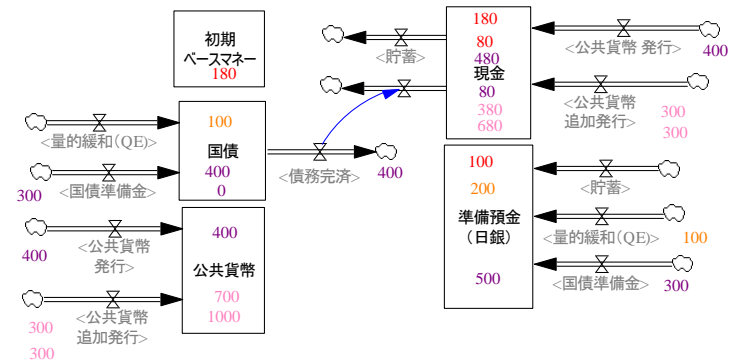 初期
ベースマネー
180
180
80
480
現金
80
380
680
<貯蓄>
<公共貨幣 発行>
400
<公共貨幣
追加発行>
300
300
100
国債
400
0
<量的緩和(QE)>
<国債準備金>
300
<債務完済>
400
100
200
準備預金
(日銀)
500
<貯蓄>
<量的緩和(QE)>
100
<国債準備金>
300
400
公共貨幣
700
1000
<公共貨幣
発行>
400
<公共貨幣
追加発行>
300
300